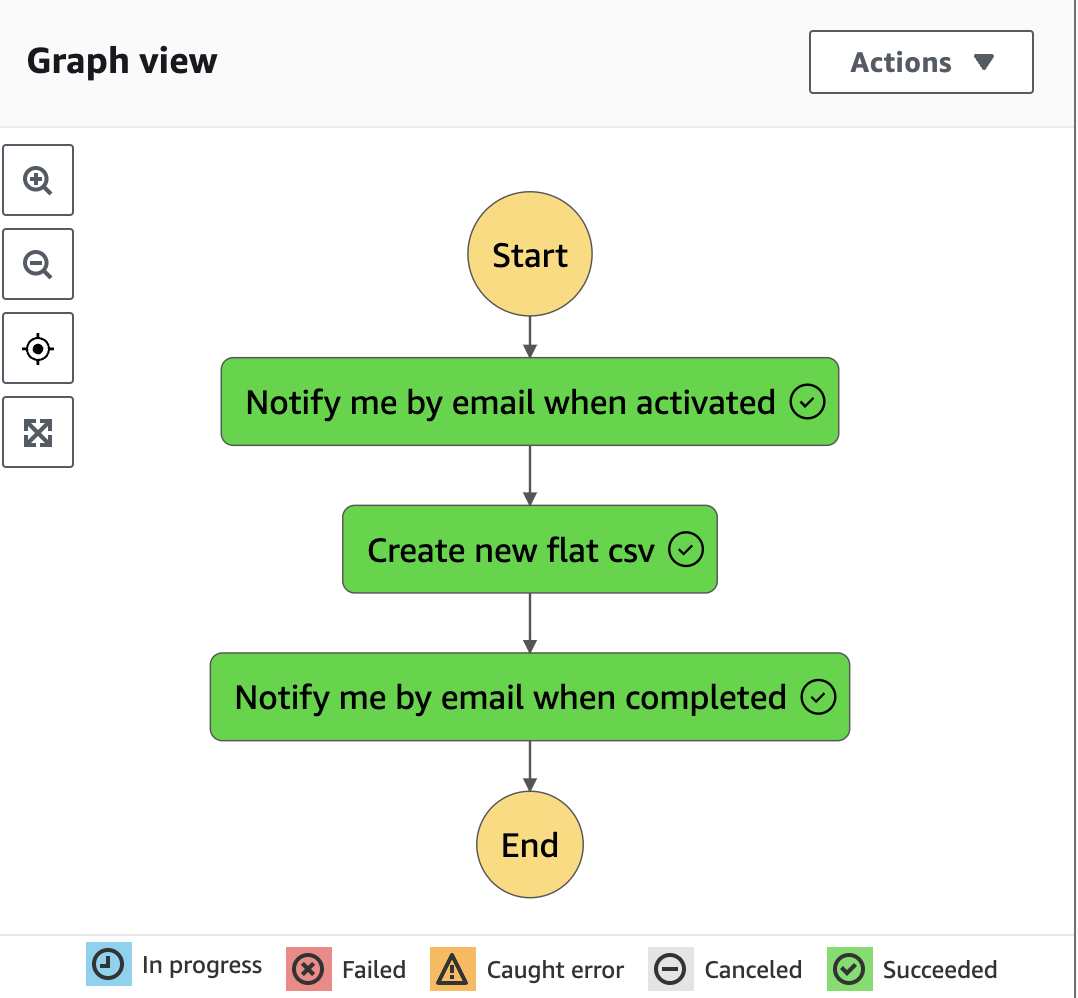 Graph view
Actions
Start
Notify me by email when activated
Create new flat csv
Notify me by email when completed
End
In progress
Failed
Caught error
Canceled
Succeeded